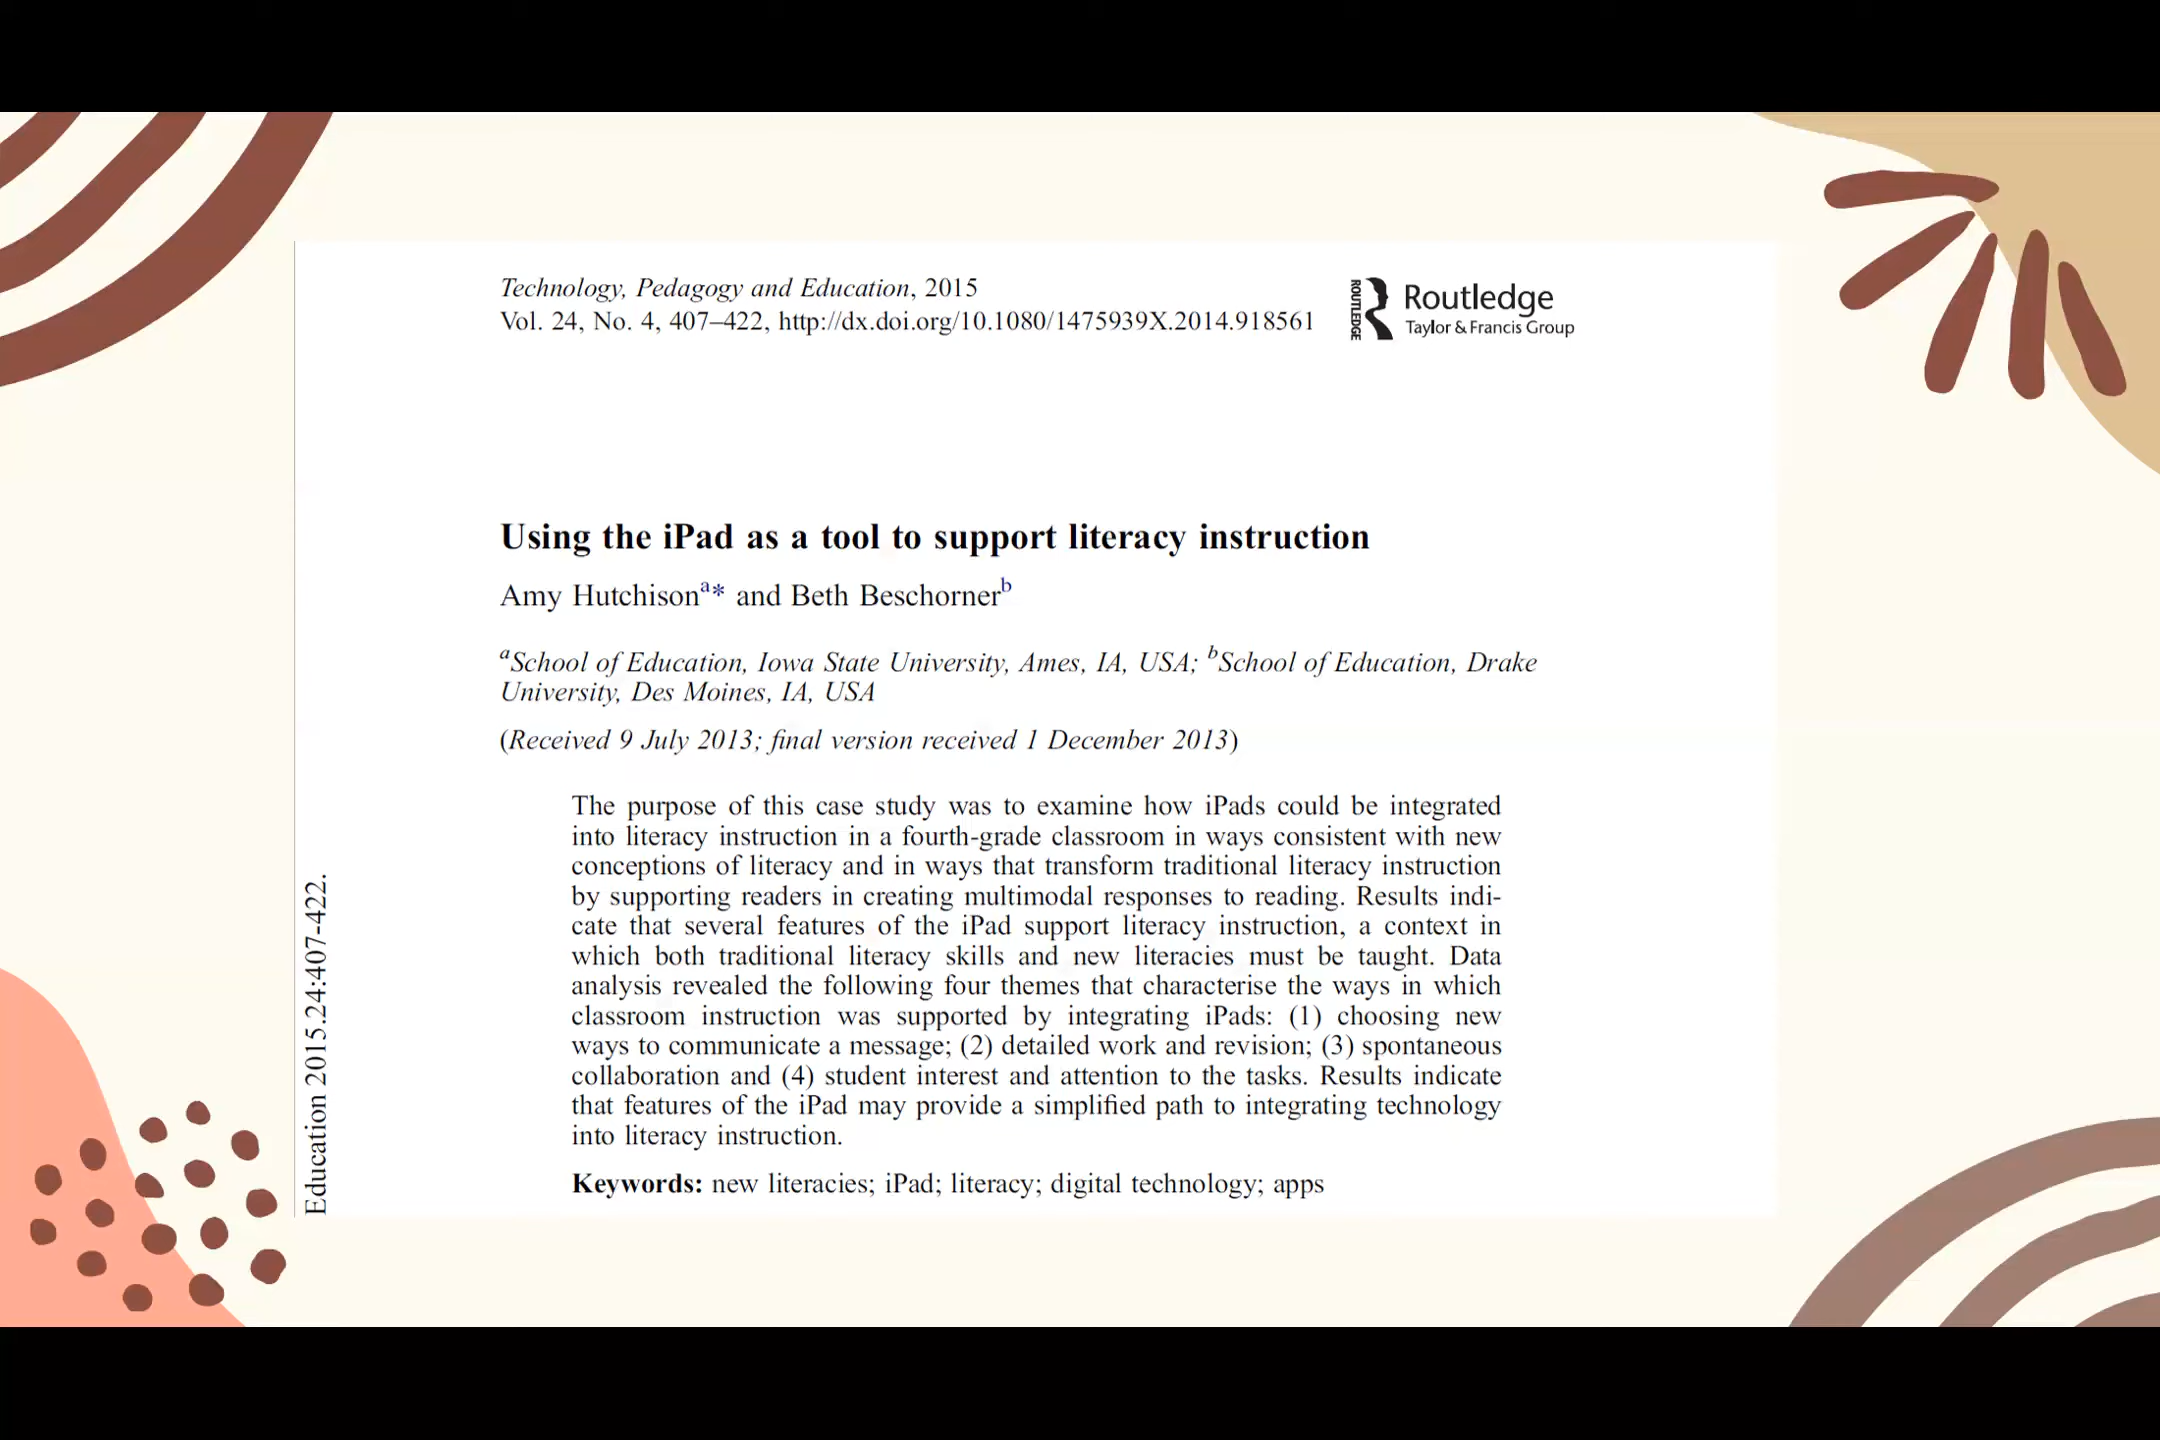 Technology, Pedagogy and Education, 2015
Vol. 24, No. 4, 407–422, http://dx.doi.org/10.1080/1475939X.2014.918561
ROUTLEDGE
Routledge
Taylor & Francis Group
Using the iPad as a tool to support literacy instruction
Amy Hutchisona* and Beth Beschornerb
aSchool of Education, Iowa State University, Ames, IA, USA; bSchool of Education, Drake
University, Des Moines, IA, USA
(Received 9 July 2013; final version received 1 December 2013)
The purpose of this case study was to examine how iPads could be integrated
into literacy instruction in a fourth-grade classroom in ways consistent with new
conceptions of literacy and in ways that transform traditional literacy instruction
by supporting readers in creating multimodal responses to reading. Results indi-
cate that several features of the iPad support literacy instruction, a context in
which both traditional literacy skills and new literacies must be taught. Data
analysis revealed the following four themes that characterise the ways in which
classroom instruction was supported by integrating iPads: (1) choosing new
ways to communicate a message; (2) detailed work and revision; (3) spontaneous
collaboration and (4) student interest and attention to the tasks. Results indicate
that features of the iPad may provide a simplified path to integrating technology
into literacy instruction.
Keywords: new literacies; iPad; literacy; digital technology; apps
Education 2015.24:407-422.